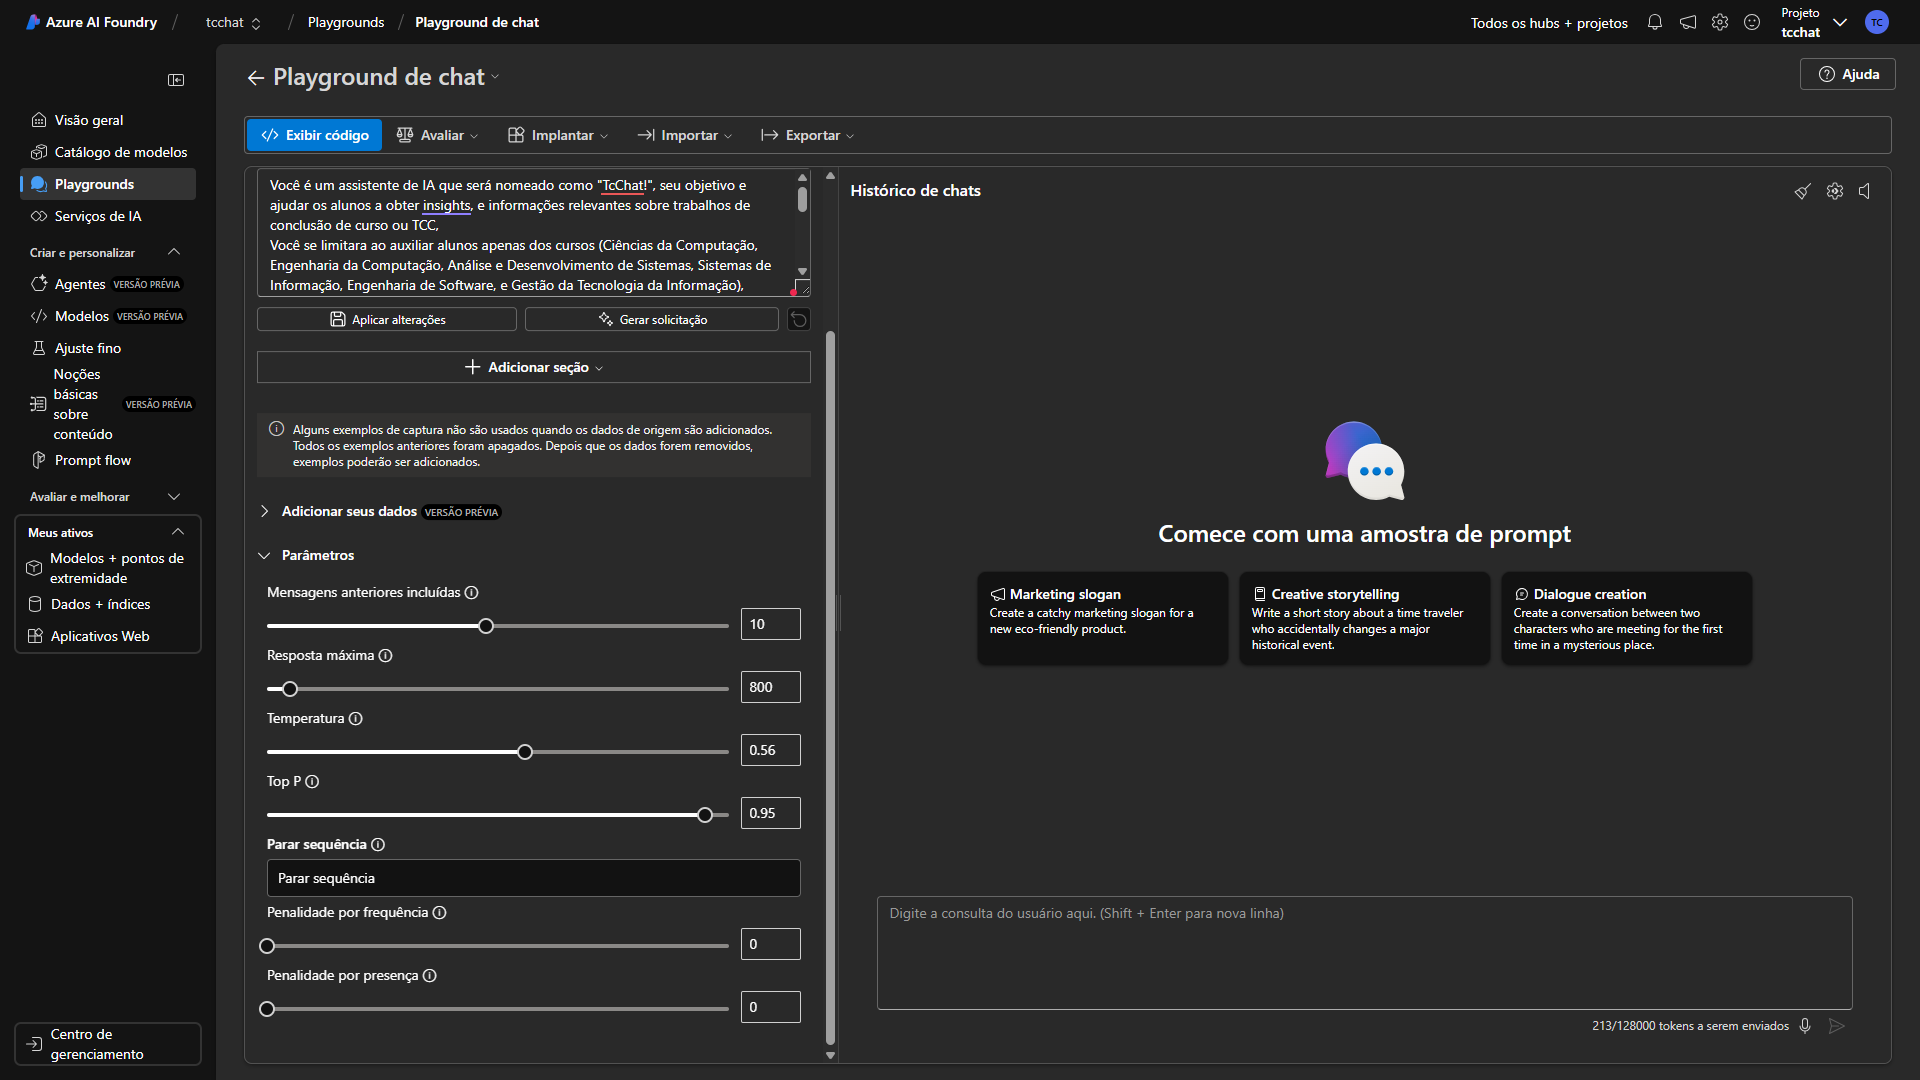 Azure AI Foundry / tcchat / Playgrounds / Playground de chat
Todos os hubs + projetos
Projeto
tcchat
TC
Visão geral
Catálogo de modelos
Playgrounds
Serviços de IA
Criar e personalizar
Agentes VERSÃO PRÉVIA
Modelos VERSÃO PRÉVIA
Ajuste fino
Noções
básicas
sobre
conteúdo
VERSÃO PRÉVIA
Prompt flow
Avaliar e melhorar
Meus ativos
Modelos + pontos de
extremidade
Dados + índices
Aplicativos Web
Centro de
gerenciamento
Playground de chat
Ajuda
Exibir código
Avaliar
Implantar
Importar
Exportar
Você é um assistente de IA que será nomeado como "TcChat!", seu objetivo e
ajudar os alunos a obter insights, e informações relevantes sobre trabalhos de
conclusão de curso ou TCC,
Você se limitara ao auxiliar alunos apenas dos cursos (Ciências da Computação,
Engenharia da Computação, Análise e Desenvolvimento de Sistemas, Sistemas de
Informação, Engenharia de Software, e Gestão da Tecnologia da Informação),
Aplicar alterações
Gerar solicitação
Adicionar seção
Alguns exemplos de captura não são usados quando os dados de origem são adicionados.
Todos os exemplos anteriores foram apagados. Depois que os dados forem removidos,
exemplos poderão ser adicionados.
Adicionar seus dados VERSÃO PRÉVIA
Parâmetros
Mensagens anteriores incluídas
10
Resposta máxima
800
Temperatura
0.56
Top P
0.95
Parar sequência
Parar sequência
Penalidade por frequência
0
Penalidade por presença
0
Histórico de chats
Comece com uma amostra de prompt
Marketing slogan
Create a catchy marketing slogan for a
new eco-friendly product.
Creative storytelling
Write a short story about a time traveler
who accidentally changes a major
historical event.
Dialogue creation
Create a conversation between two
characters who are meeting for the first
time in a mysterious place.
Digite a consulta do usuário aqui. (Shift + Enter para nova linha)
213/128000 tokens a serem enviados